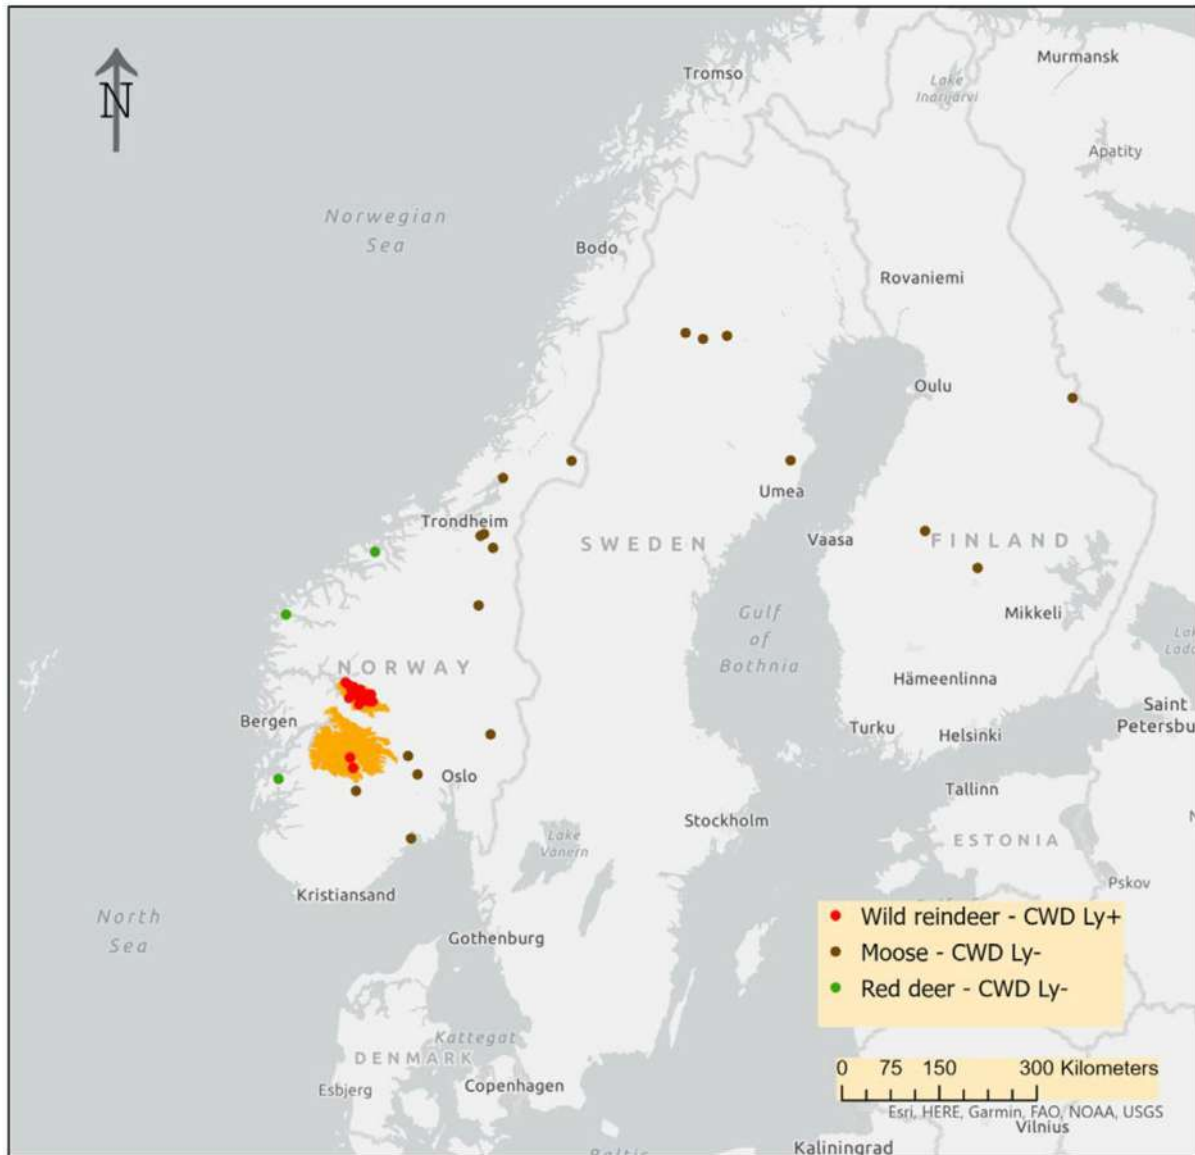 Murmansk
Tromso
Lake
Inarijärvi
N
Apatity
Norwegian
Sea
Bodo
Rovaniemi
Oulu
Umea
Trondheim
SWEDEN
Vaasa
FINLAND
Gulf
of
Bothnia
Mikkeli
NORWAY
Hämeenlinna
Bergen
Turku
Helsinki
Saint
Oslo
Tallinn
Stockholm
Lake
Vanern
ESTONIA
Kristiansand
Pskov
North
Sea
Gothenburg
Wild reindeer - CWD Ly+
Moose - CWD Ly-
Red deer - CWD Ly-
Kattegat
DENMARK
Esbjerg
Copenhagen
0 75 150 300 Kilometers
Esri, HERE, Garmin, FAO, NOAA, USGS
Vilnius
Kaliningrad